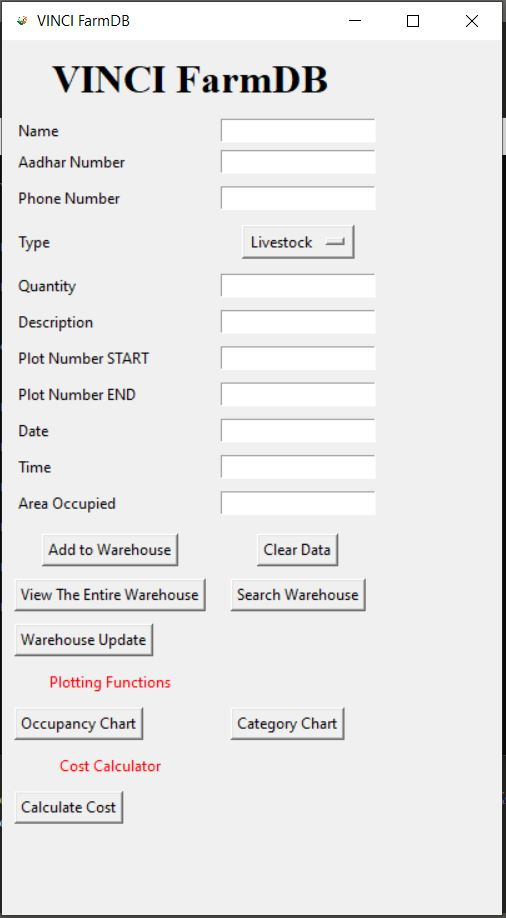 VINCI FarmDB
VINCI FarmDB
Name
Aadhar Number
Phone Number
Type Livestock
Quantity
Description
Plot Number START
Plot Number END
Date
Time
Area Occupied
Add to Warehouse Clear Data
View The Entire Warehouse Search Warehouse
Warehouse Update
Plotting Functions
Occupancy Chart Category Chart
Cost Calculator
Calculate Cost